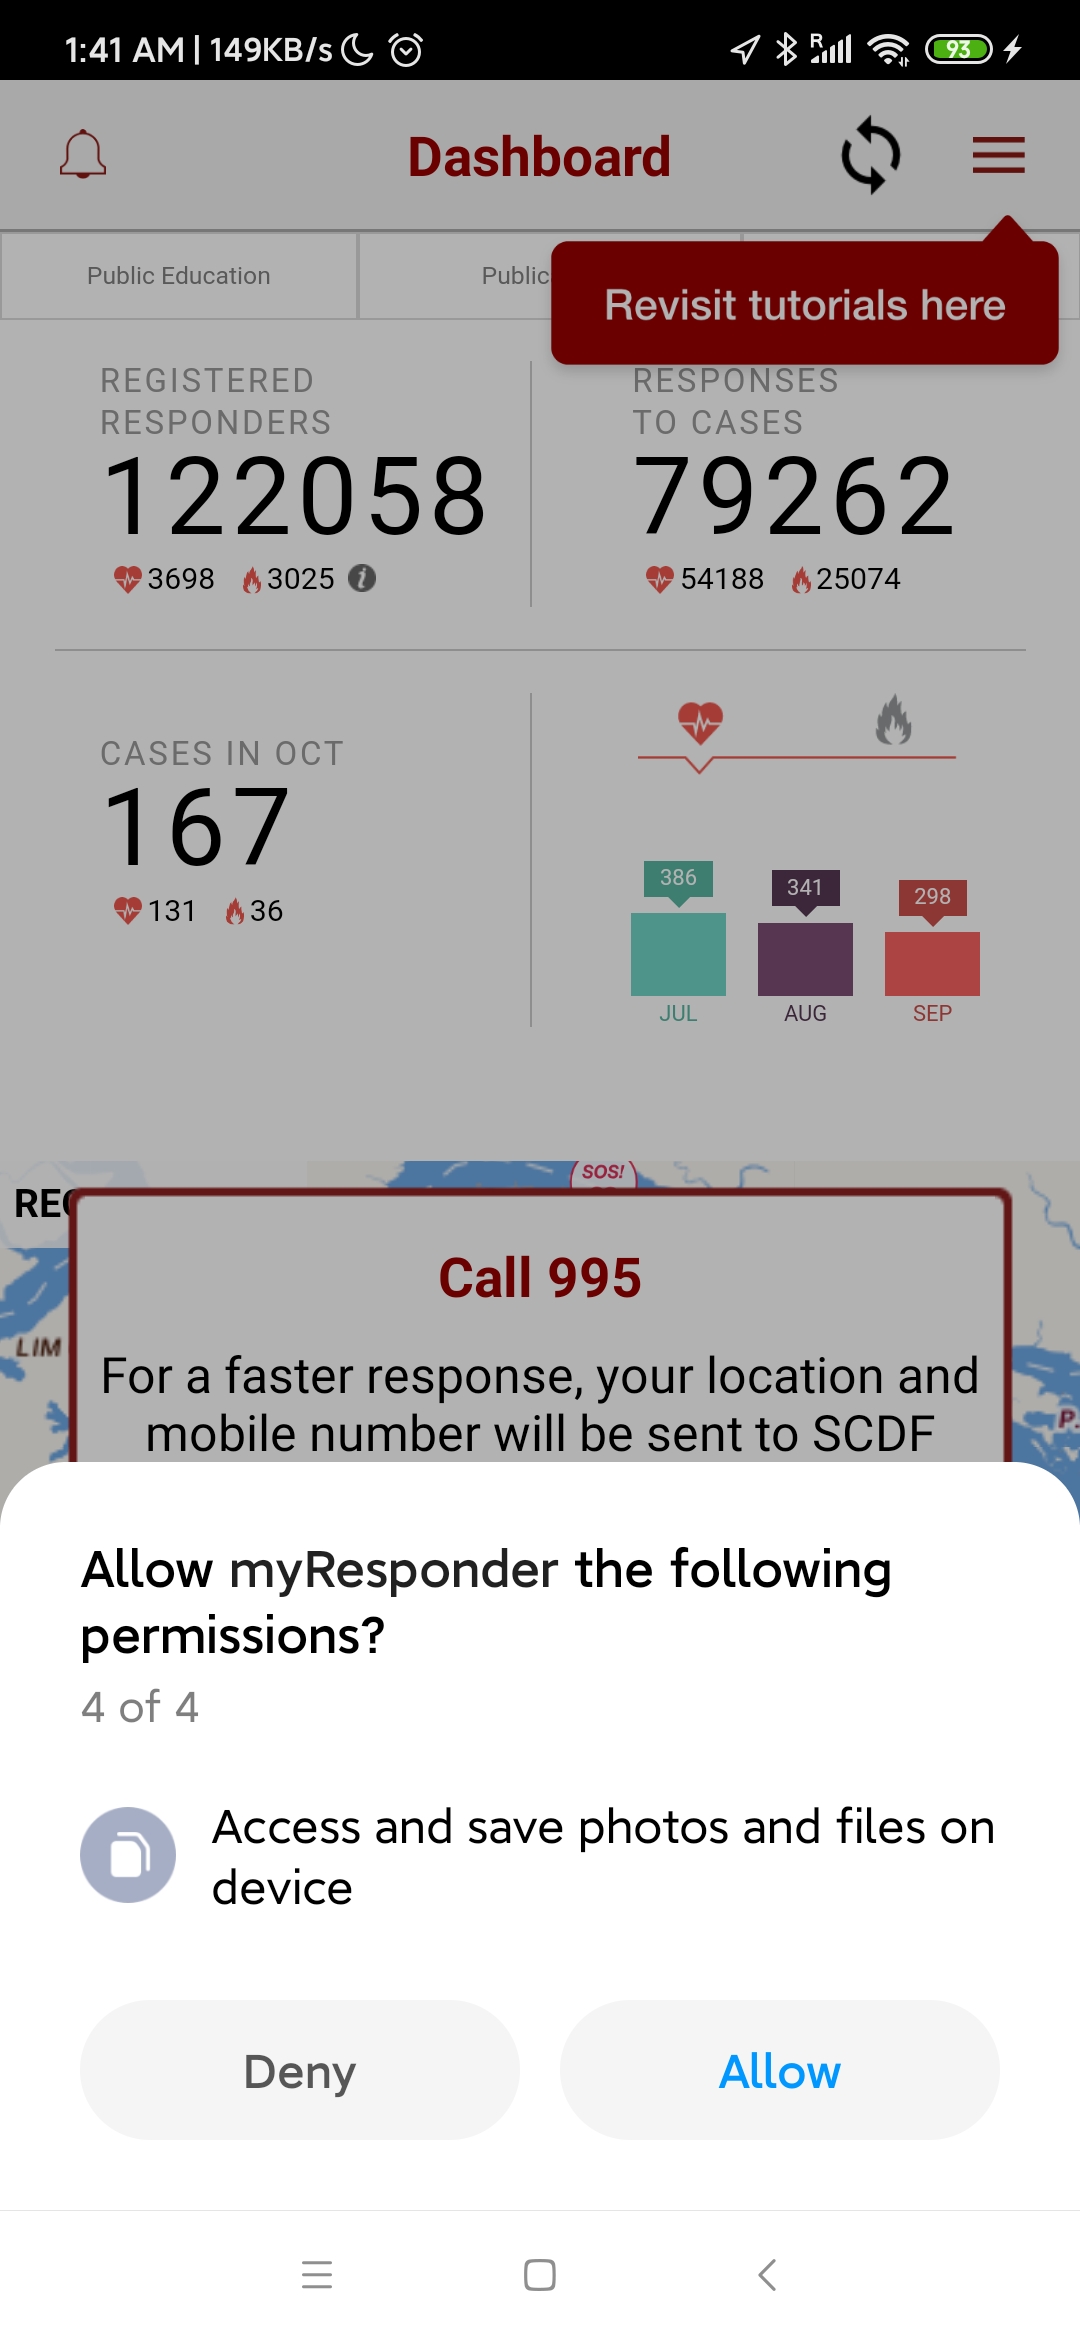 1:41 AM | 149KB/s
R
93
Dashboard
Public Education
Public
Revisit tutorials here
REGISTERED
RESPONDERS
122058
3698 3025
RESPONSES
TO CASES
79262
54188 25074
CASES IN OCT
167
131 36
386
341
298
JUL
AUG
SEP
SOS!
LIM
P.
Call 995
For a faster response, your location and
mobile number will be sent to SCDF
Allow myResponder the following
permissions?
4 of 4
Access and save photos and files on
device
Deny
Allow